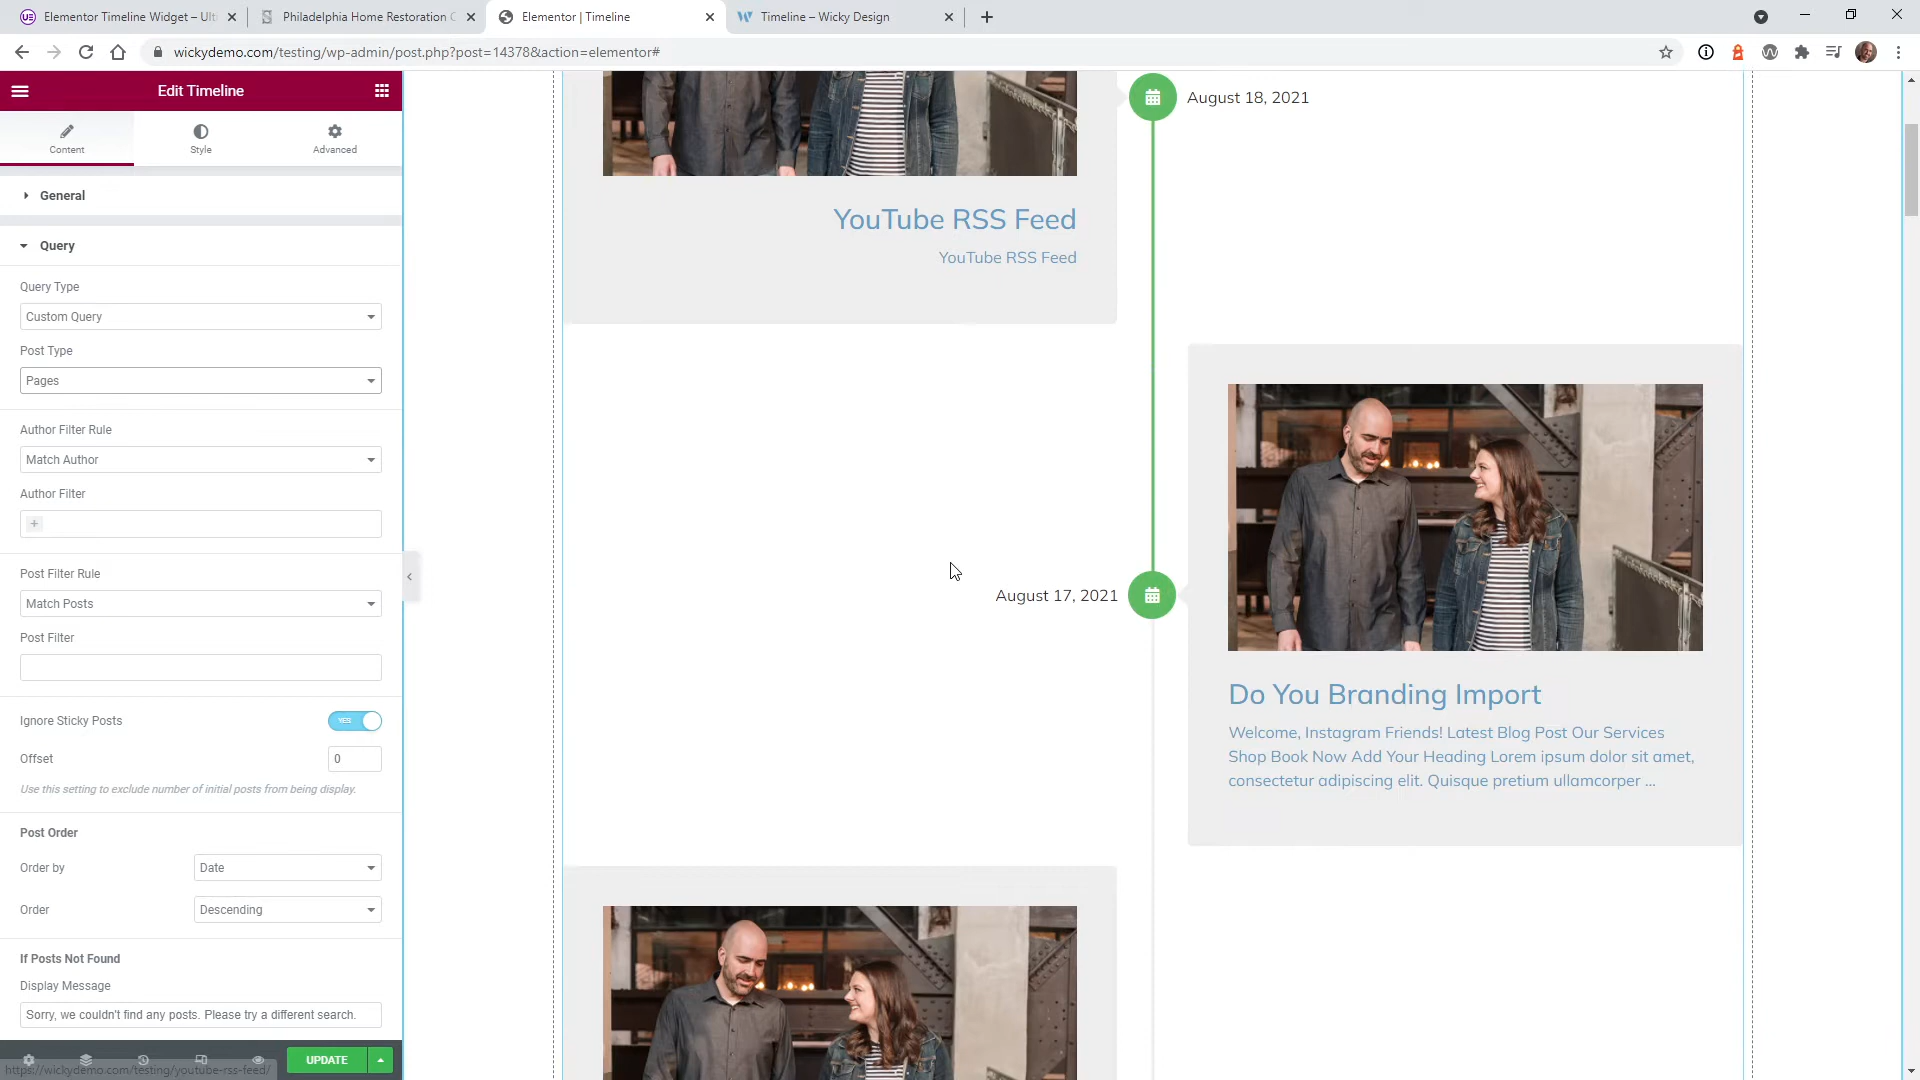 Elementor Timeline Widget – Ulti
Philadelphia Home Restoration C
Elementor | Timeline
Timeline – Wicky Design
wickydemo.com/testing/wp-admin/post.php?post=14378&action=elementor#
Edit Timeline
Content
Style
Advanced
General
Query
Query Type
Custom Query
Post Type
Pages
Author Filter Rule
Match Author
Author Filter
Post Filter Rule
Match Posts
Post Filter
Ignore Sticky Posts
YES
Offset
0
Use this setting to exclude number of initial posts from being display.
Post Order
Order by
Date
Order
Descending
If Posts Not Found
Display Message
Sorry, we couldn't find any posts. Please try a different search.
UPDATE
https://wickydemo.com/testing/youtube-rss-feed/
August 18, 2021
YouTube RSS Feed
YouTube RSS Feed
August 17, 2021
Do You Branding Import
Welcome, Instagram Friends! Latest Blog Post Our Services
Shop Book Now Add Your Heading Lorem ipsum dolor sit amet,
consectetur adipiscing elit. Quisque pretium ullamcorper ...